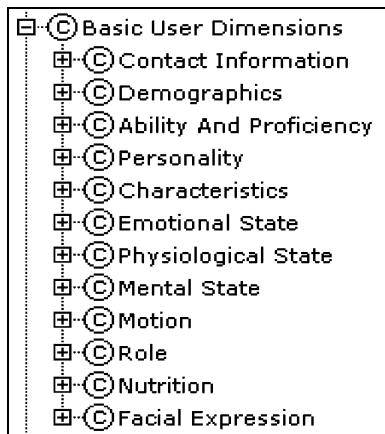 Ⓒ Basic User Dimensions
Ⓒ Contact Information
Ⓒ Demographics
Ⓒ Ability And Proficiency
Ⓒ Personality
Ⓒ Characteristics
Ⓒ Emotional State
Ⓒ Physiological State
Ⓒ Mental State
Ⓒ Motion
Ⓒ Role
Ⓒ Nutrition
Ⓒ Facial Expression